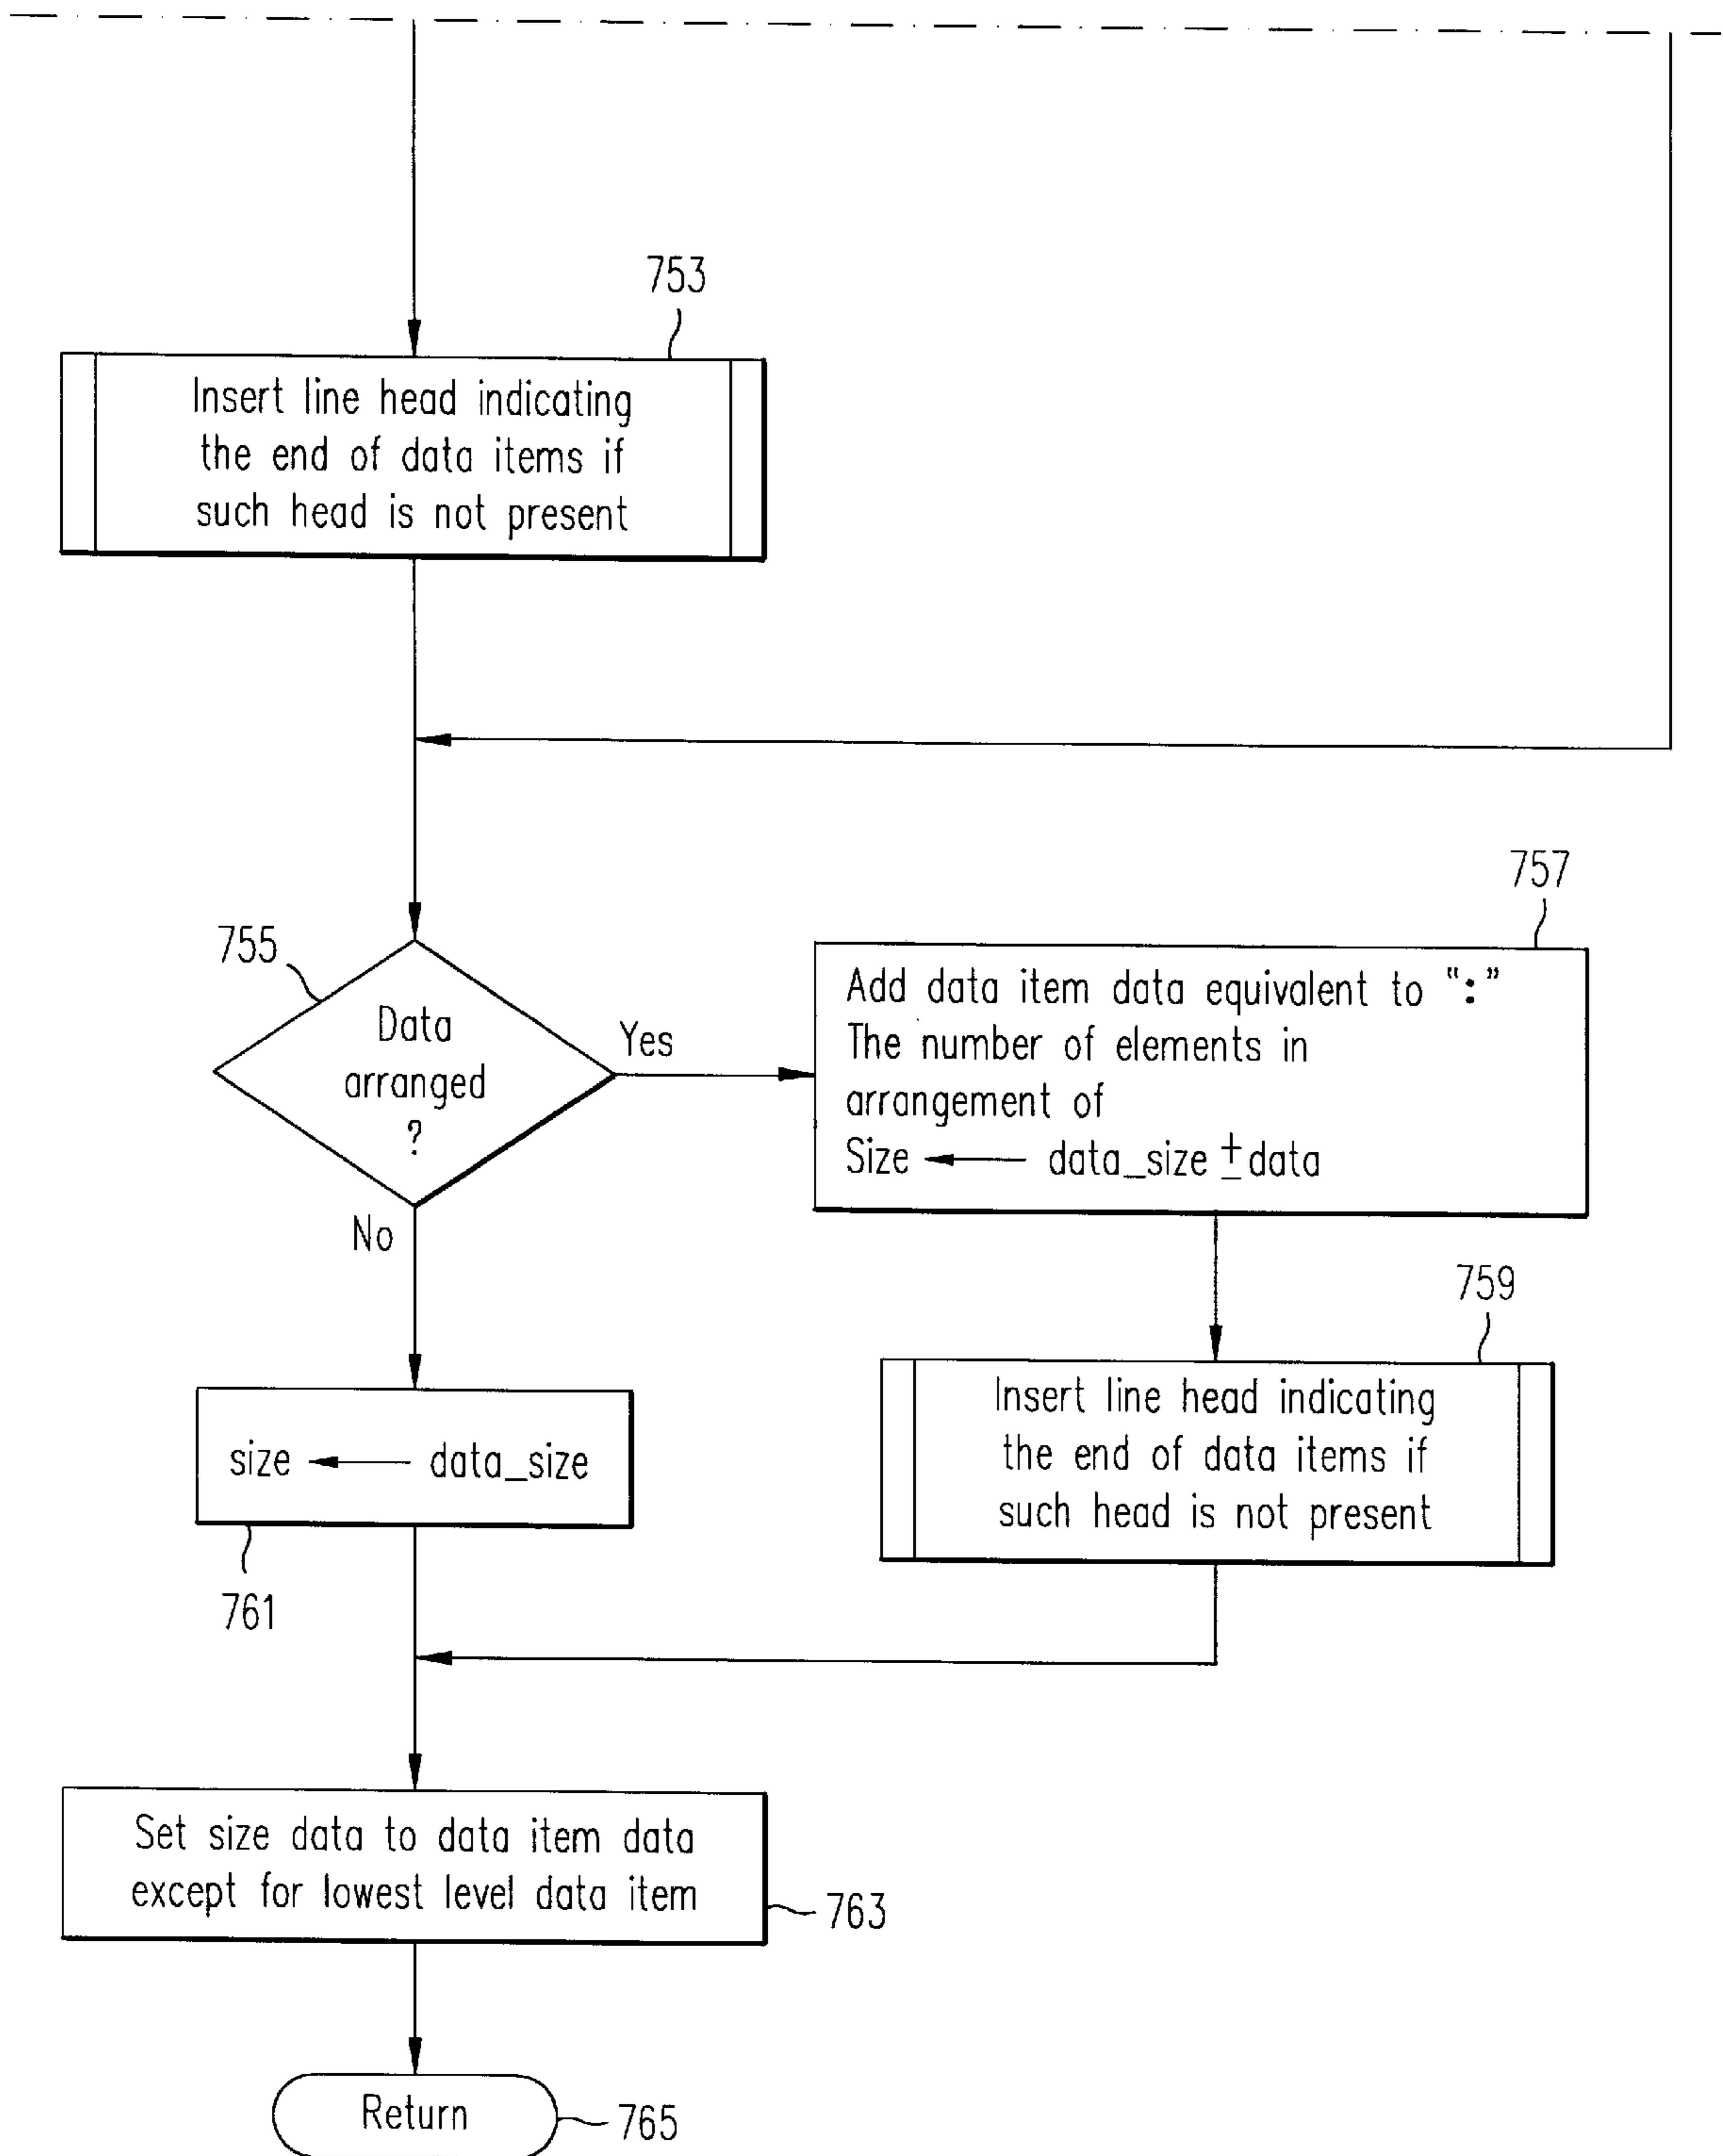 753
Insert line head indicating
the end of data items if
such head is not present
755
Data
arranged
?
Yes
No
757
Add data item data equivalent to “:”
The number of elements in
arrangement of
Size ← data_size ± data
759
Insert line head indicating
the end of data items if
such head is not present
size ← data_size
761
Set size data to data item data
except for lowest level data item
763
Return
765